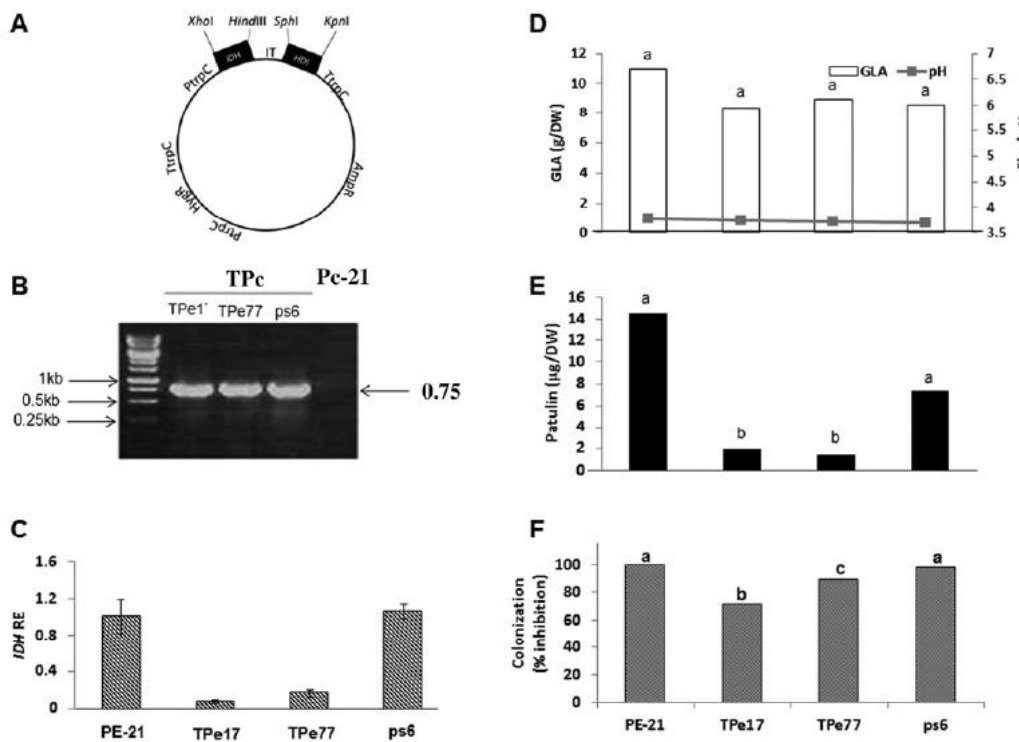 A
XhoI HindIII SphI KpnI
IDH IT HDI
PtrpC TtrpC
TtrpC
HygR
PtrpC
AmpR
B
TPc Pc-21
TPe1 TPe77 ps6
1kb
0.5kb
0.25kb
0.75
C
IDH RE
1.6
1.2
0.8
0.4
0
PE-21 TPe17 TPe77 ps6
D
GLA (g/DW)
12
10
8
6
4
2
0
a a a a
GLA pH
7
6.5
6
5.5
5
4.5
4
3.5
E
Patulin (μg/DW)
16
14
12
10
8
6
4
2
0
a b b a
F
Colonization
(% inhibition)
100
80
60
40
20
0
a b c a
PE-21 TPe17 TPe77 ps6